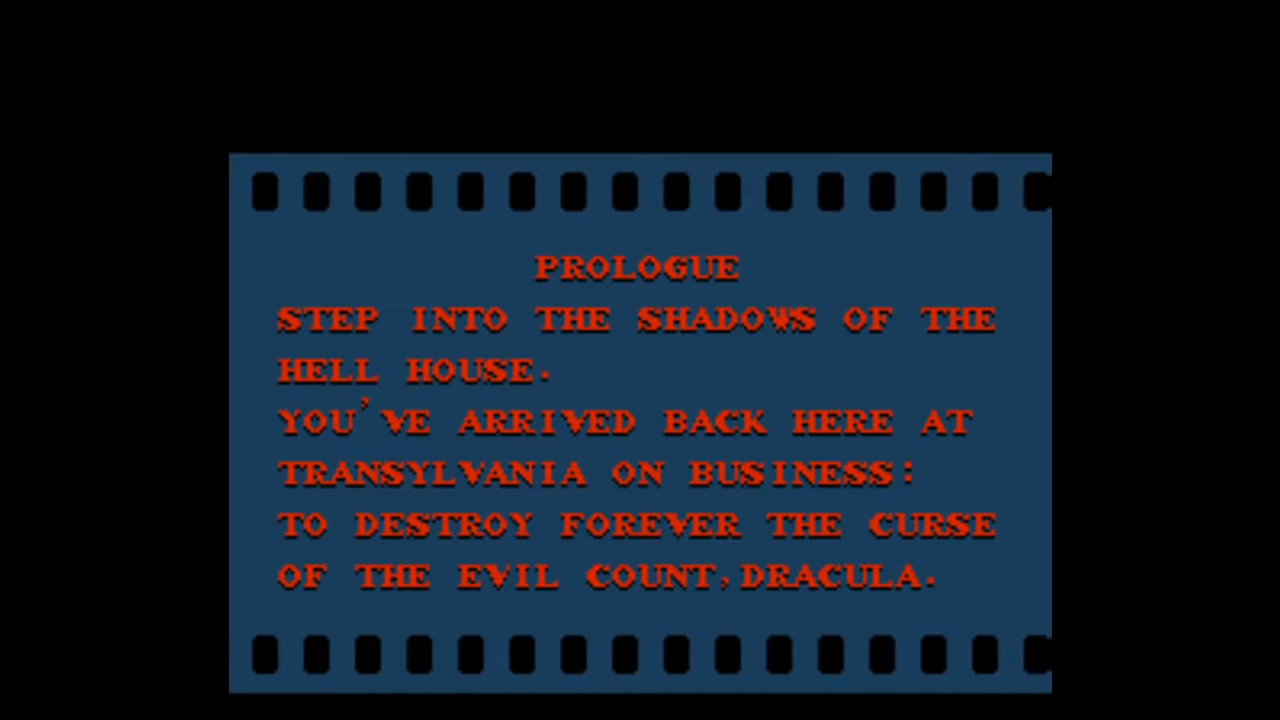 PROLOGUE
STEP INTO THE SHADOWS OF THE
HELL HOUSE.
YOU'VE ARRIVED BACK HERE AT
TRANSYLVANIA ON BUSINESS:
TO DESTROY FOREVER THE CURSE
OF THE EVIL COUNT,DRACULA.